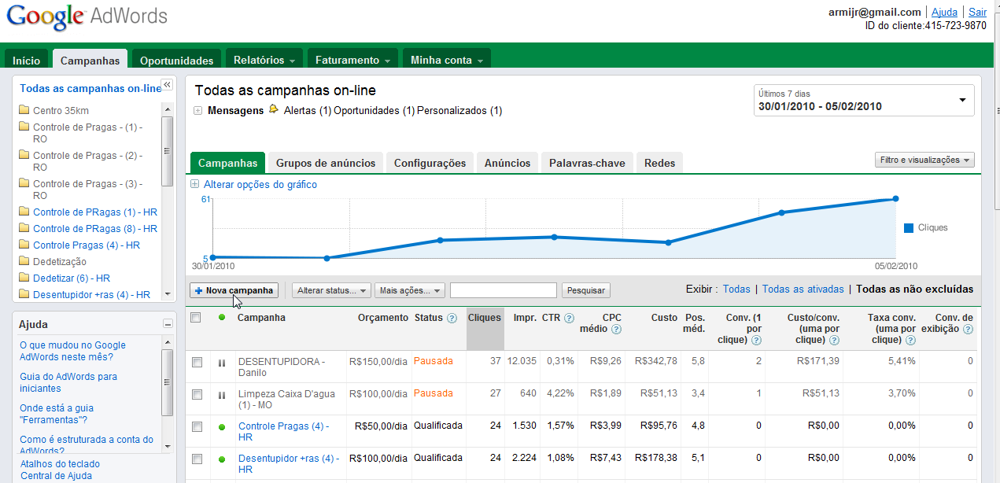 Google AdWords
armijr@gmail.com | Ajuda | Sair
ID do cliente:415-723-9870
Início
Campanhas
Oportunidades
Relatórios
Faturamento
Minha conta
Todas as campanhas on-line
Centro 35km
Controle de Pragas - (1) -
RO
Controle de Pragas - (2) -
RO
Controle de Pragas - (3) -
RO
Controle de PRagas (1) - HR
Controle de PRagas (8) - HR
Controle Pragas (4) - HR
Dedetização
Dedetizar (6) - HR
Desentupidor +ras (4) - HR
Ajuda
O que mudou no Google
AdWords neste mês?
Guia do AdWords para
iniciantes
Onde está a guia
"Ferramentas"?
Como é estruturada a conta do
AdWords?
Atalhos do teclado
Central de Ajuda
Todas as campanhas on-line
Mensagens Alertas (1) Oportunidades (1) Personalizados (1)
Últimos 7 dias
30/01/2010 - 05/02/2010
Campanhas
Grupos de anúncios
Configurações
Anúncios
Palavras-chave
Redes
Filtro e visualizações
Alterar opções do gráfico
61
5
30/01/2010
05/02/2010
Cliques
Nova campanha
Alterar status...
Mais ações...
Pesquisar
Exibir : Todas | Todas as ativadas | Todas as não excluídas
Campanha
Orçamento
Status ?
Cliques
Impr.
CTR ?
CPC
médio ?
Custo
Pos.
méd.
Conv. (1
por
clique) ?
Custo/conv.
(uma por
clique) ?
Taxa conv.
(uma por
clique) ?
Conv. de
exibição ?
DESENTUPIDORA -
Danilo
R$150,00/dia Pausada 37 12.035 0,31% R$9,26 R$342,78 5,8 2 R$171,39 5,41% 0
Limpeza Caixa D'agua
(1) - MO
R$100,00/dia Pausada 27 640 4,22% R$1,89 R$51,13 3,4 1 R$51,13 3,70% 0
Controle Pragas (4) -
HR
R$50,00/dia Qualificada 24 1.530 1,57% R$3,99 R$95,76 4,8 0 R$0,00 0,00% 0
Desentupidor +ras (4) -
HR
R$100,00/dia Qualificada 24 2.224 1,08% R$7,43 R$178,38 5,1 0 R$0,00 0,00% 0